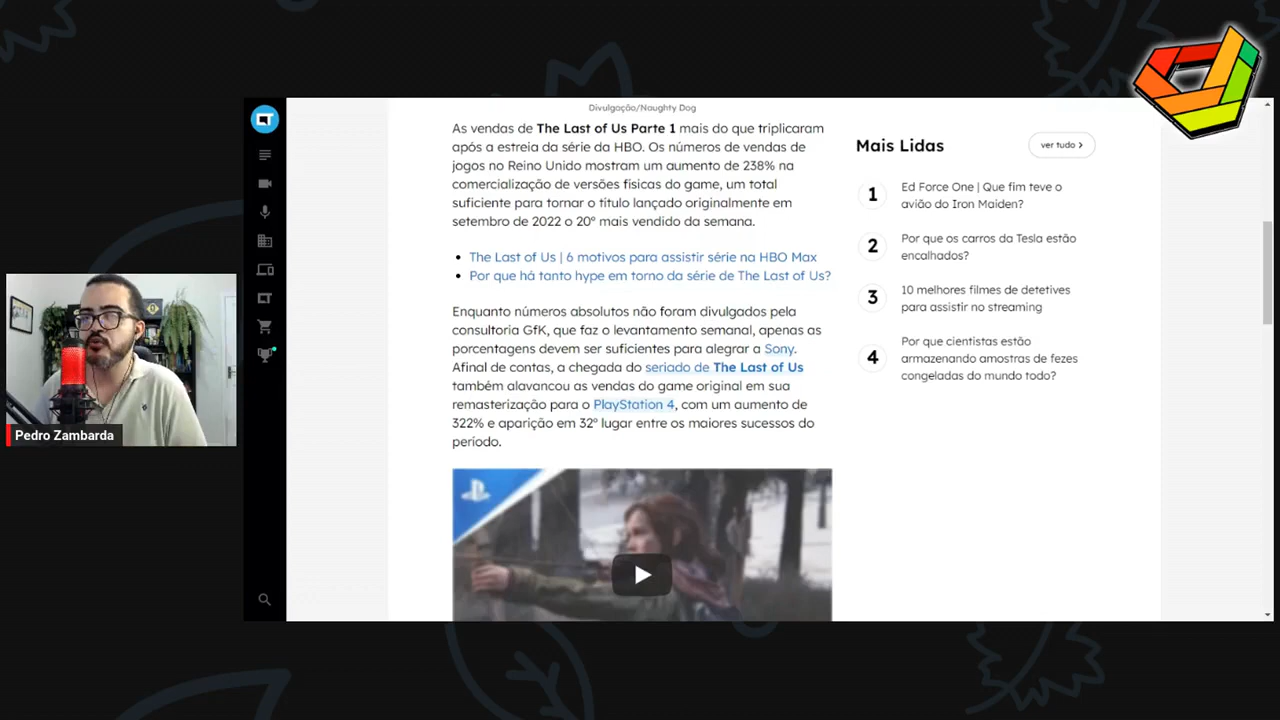 Divulgação/Naughty Dog
As vendas de The Last of Us Parte 1 mais do que triplicaram
após a estreia da série da HBO. Os números de vendas de
jogos no Reino Unido mostram um aumento de 238% na
comercialização de versões físicas do game, um total
suficiente para tornar o título lançado originalmente em
setembro de 2022 o 20º mais vendido da semana.
The Last of Us | 6 motivos para assistir série na HBO Max
Por que há tanto hype em torno da série de The Last of Us?
Enquanto números absolutos não foram divulgados pela
consultoria GfK, que faz o levantamento semanal, apenas as
porcentagens devem ser suficientes para alegrar a Sony.
Afinal de contas, a chegada do seriado de The Last of Us
também alavancou as vendas do game original em sua
remasterização para o PlayStation 4, com um aumento de
322% e aparição em 32º lugar entre os maiores sucessos do
período.
Mais Lidas
ver tudo
1
Ed Force One | Que fim teve o
avião do Iron Maiden?
2
Por que os carros da Tesla estão
encalhados?
3
10 melhores filmes de detetives
para assistir no streaming
4
Por que cientistas estão
armazenando amostras de fezes
congeladas do mundo todo?
Pedro Zambarda